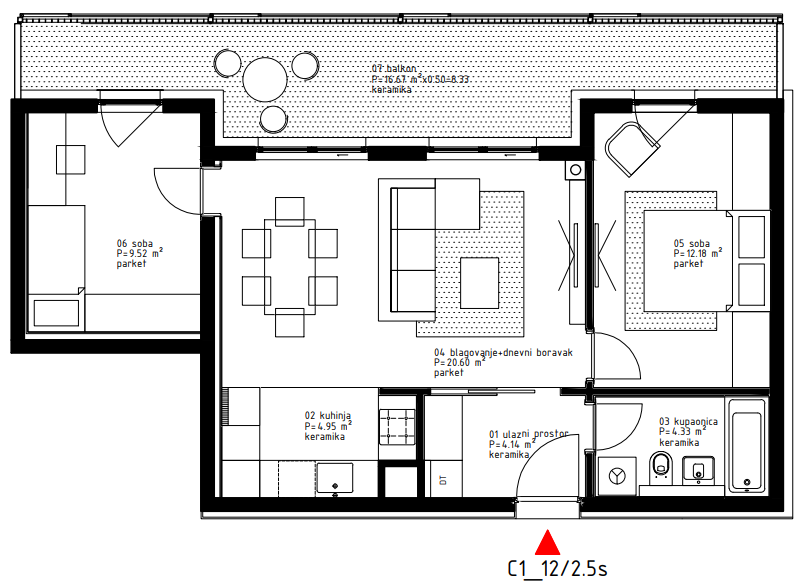 07 balkon
P=16.67 m²x0.50=8.33
keramika
06 soba
P=9.52 m²
parket
05 soba
P=12.18 m²
parket
04 blagovanje+dnevni boravak
P=20.60 m²
parket
02 kuhinja
P=4.95 m²
keramika
01 ulazni prostor
P=4.14 m²
keramika
03 kupaonica
P=4.33 m²
keramika
DT
C1_12/2.5s